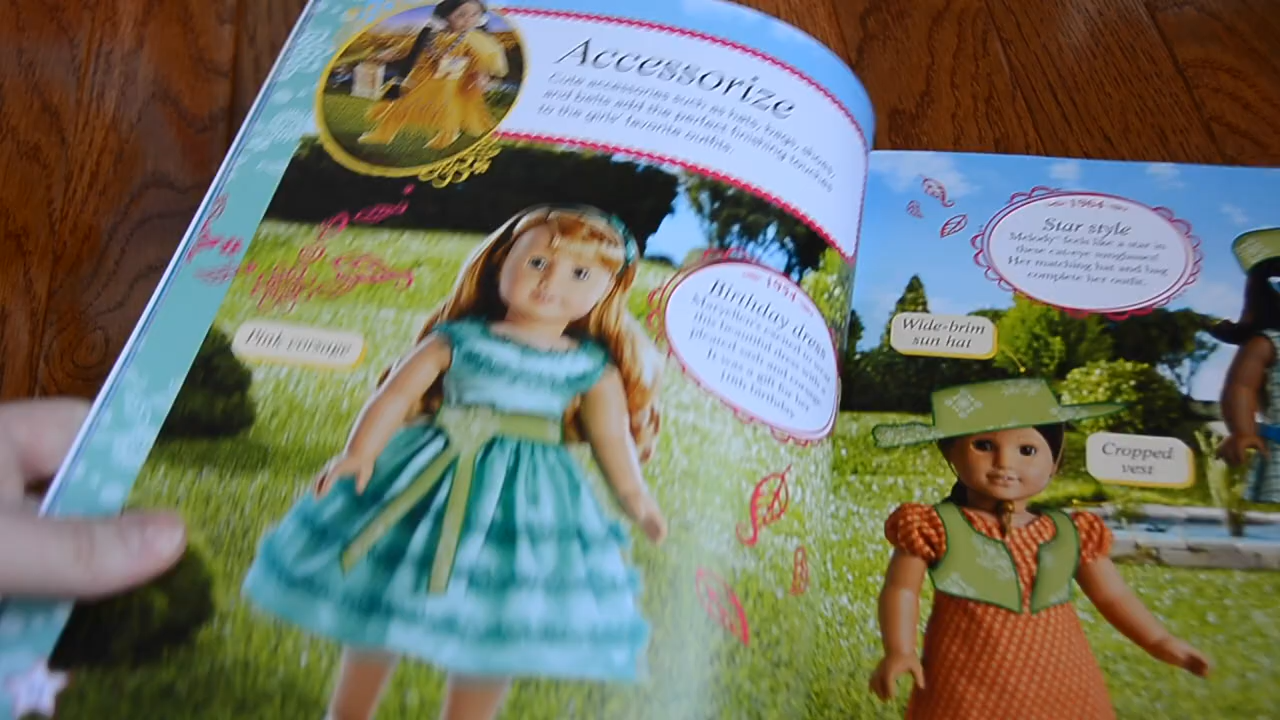 Accessorize
Cute accessories such as hats, bags, shoes,
and belts add the perfect finishing touches
to the girls' favorite outfits.
Pink corsage
1954
Birthday dress
Maryellen's excited to wear
this beautiful dress with a
pleated sash and corsage.
It was a gift for her
10th birthday.
1964
Star style
Melody feels like a star in
these cat-eye sunglasses!
Her matching hat and bag
complete her outfit.
Wide-brim
sun hat
Cropped
vest